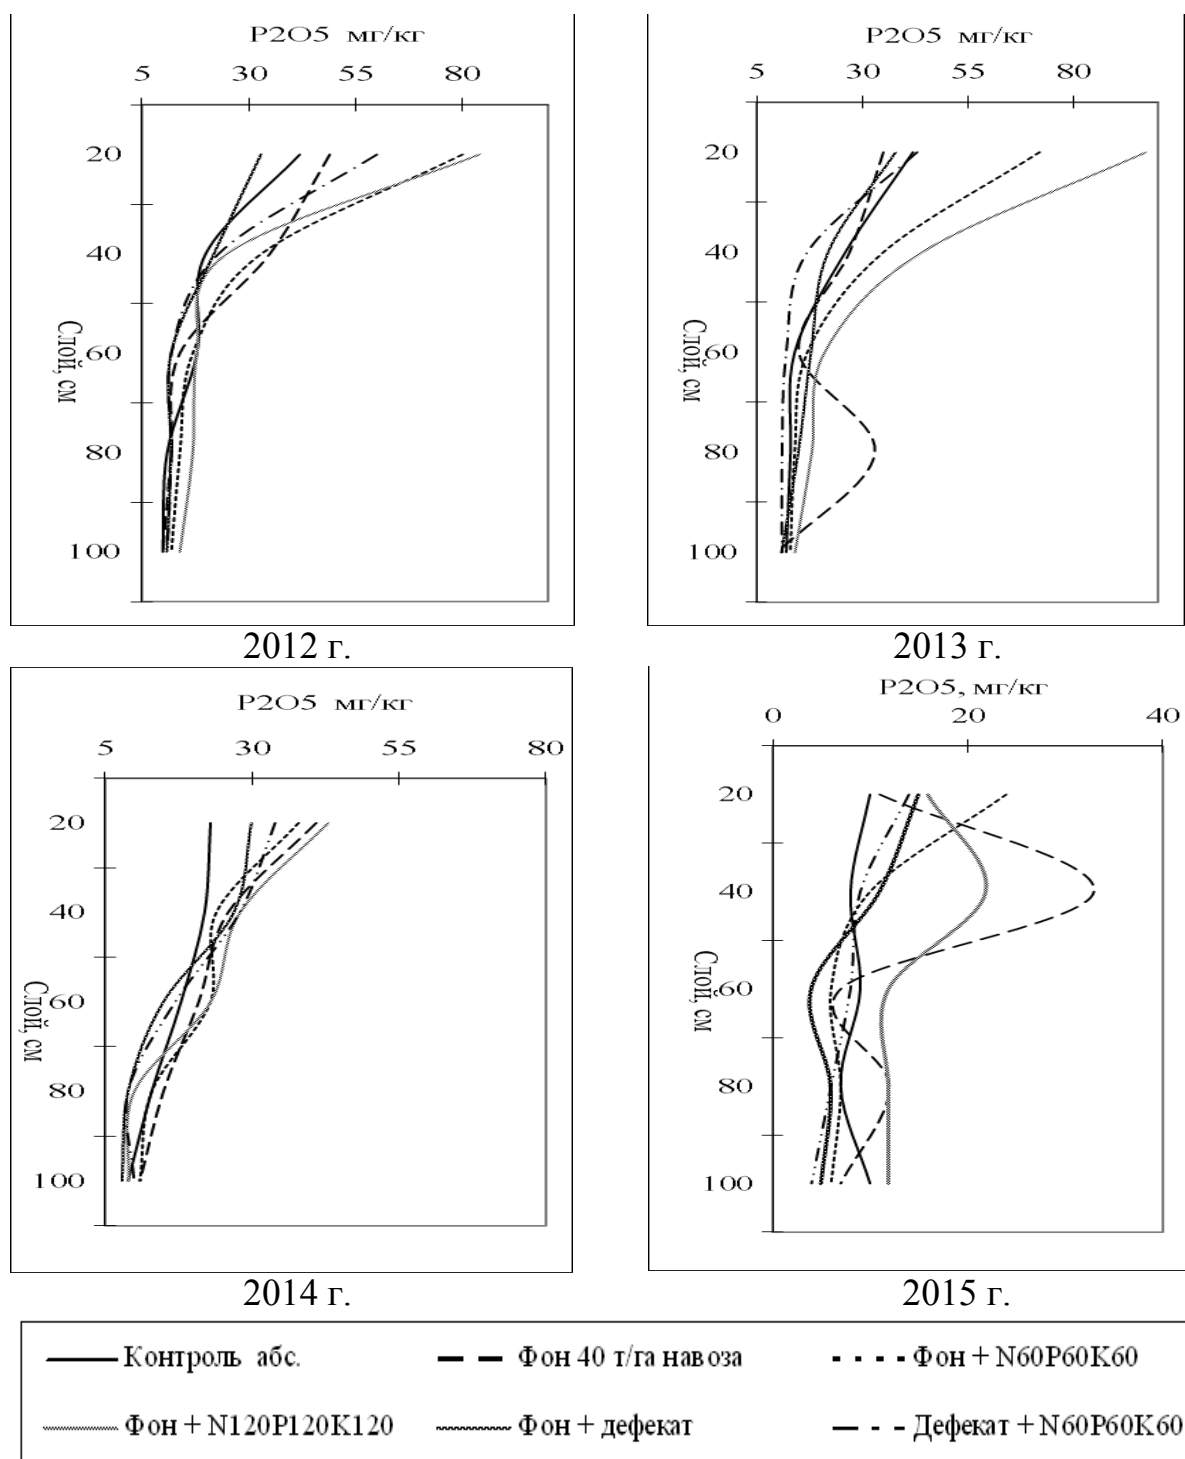 P2O5 мг/кг
5 30 55 80
20
40
60
80
100
Слой, см
2012 г.
P2O5 мг/кг
5 30 55 80
20
40
60
80
100
Слой, см
2013 г.
P2O5 мг/кг
5 30 55 80
20
40
60
80
100
Слой, см
2014 г.
P2O5, мг/кг
0 20 40
20
40
60
80
100
Слой, см
2015 г.
Контроль абс. Фон 40 т/га навоза Фон + N60P60K60
Фон + N120P120K120 Фон + дефекат Дефекат + N60P60K60